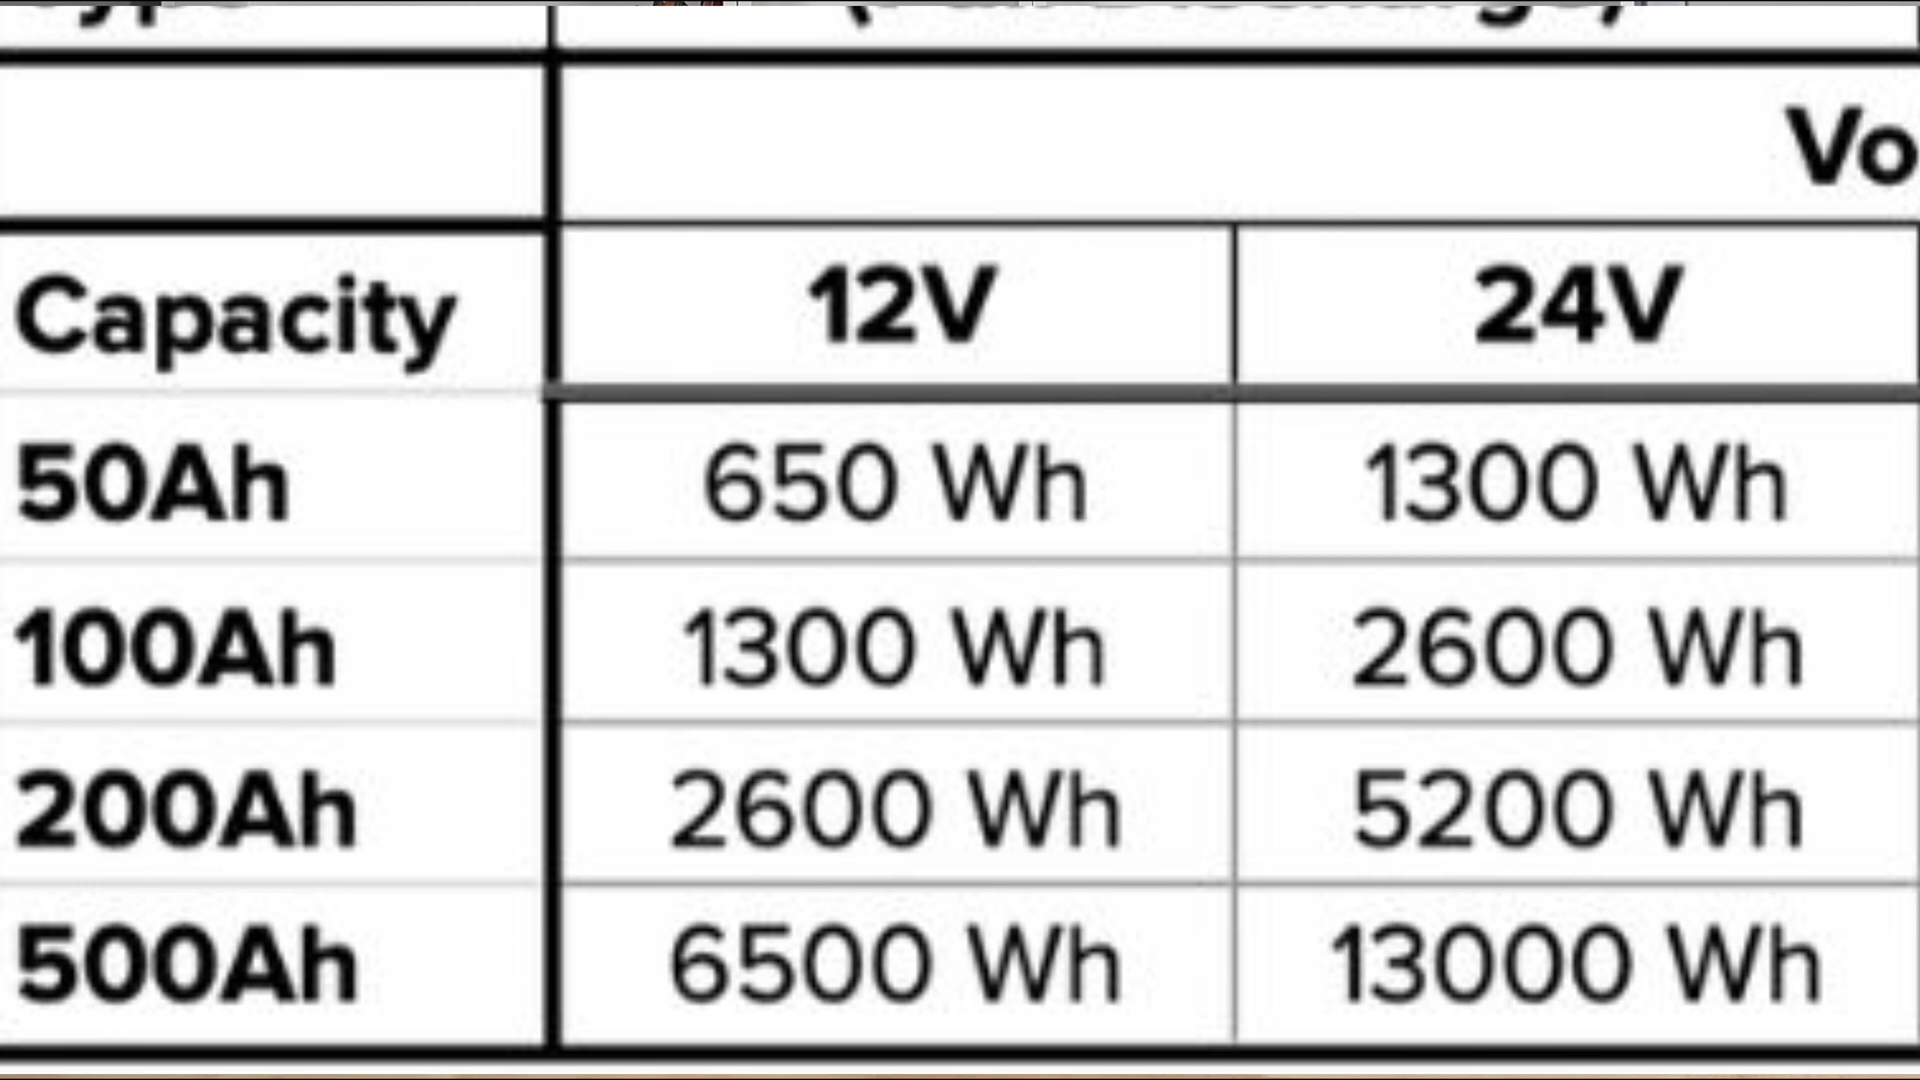 Vo
Capacity 12V 24V
50Ah 650 Wh 1300 Wh
100Ah 1300 Wh 2600 Wh
200Ah 2600 Wh 5200 Wh
500Ah 6500 Wh 13000 Wh